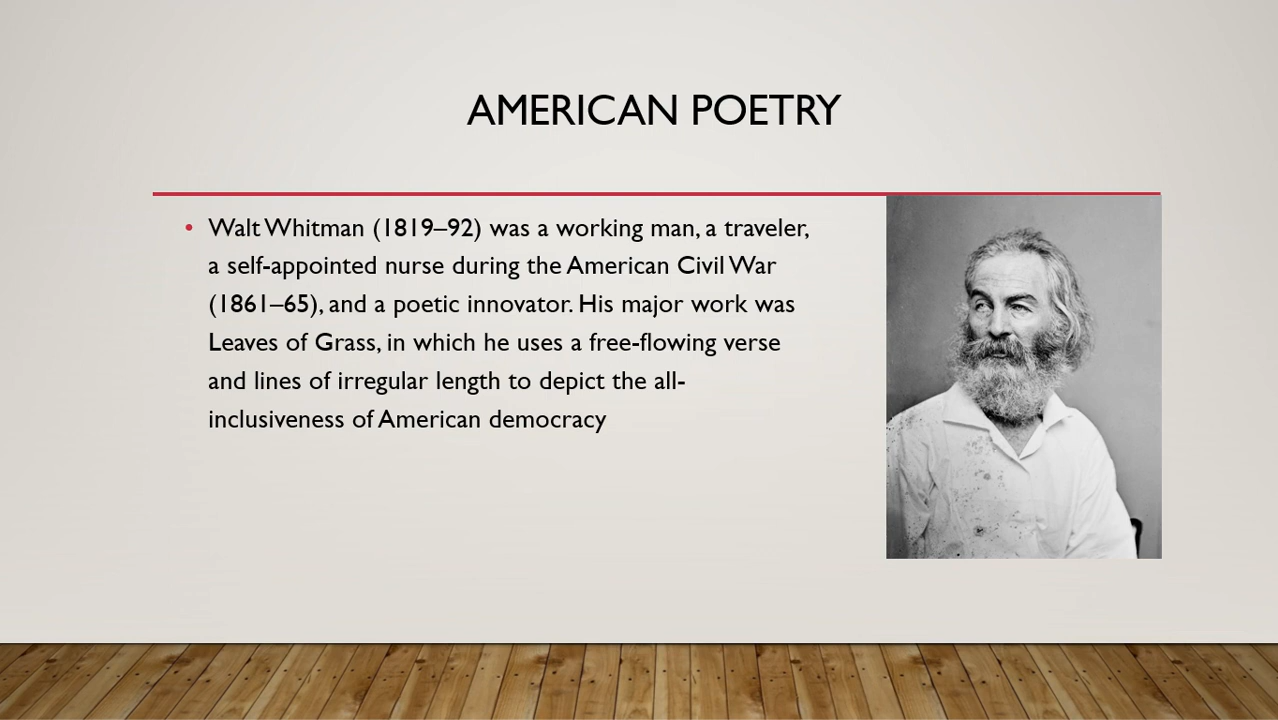 AMERICAN POETRY
• Walt Whitman (1819–92) was a working man, a traveler,
a self-appointed nurse during the American Civil War
(1861–65), and a poetic innovator. His major work was
Leaves of Grass, in which he uses a free-flowing verse
and lines of irregular length to depict the all-
inclusiveness of American democracy